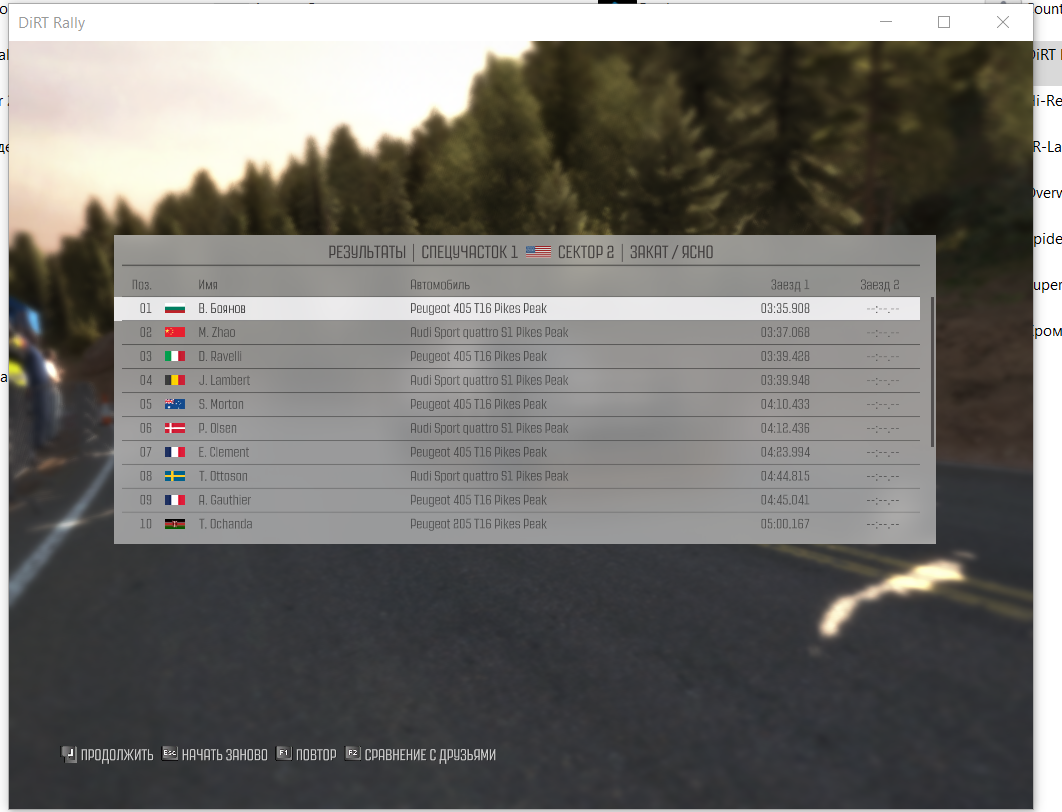 DiRT Rally
РЕЗУЛЬТАТЫ | СПЕЦУЧАСТОК 1 СЕКТОР 2 | ЗАКАТ / ЯСНО
Поз. Имя Автомобиль Заезд 1 Заезд 2
01 В. Боянов Peugeot 405 T16 Pikes Peak 03:35.908 --:--.--
02 M. Zhao Audi Sport quattro S1 Pikes Peak 03:37.068 --:--.--
03 D. Ravelli Peugeot 405 T16 Pikes Peak 03:39.428 --:--.--
04 J. Lambert Audi Sport quattro S1 Pikes Peak 03:39.948 --:--.--
05 S. Morton Peugeot 405 T16 Pikes Peak 04:10.433 --:--.--
06 P. Olsen Audi Sport quattro S1 Pikes Peak 04:12.436 --:--.--
07 E. Clement Peugeot 405 T16 Pikes Peak 04:23.994 --:--.--
08 T. Ottoson Audi Sport quattro S1 Pikes Peak 04:44.815 --:--.--
09 A. Gauthier Peugeot 405 T16 Pikes Peak 04:45.041 --:--.--
10 T. Ochanda Peugeot 205 T16 Pikes Peak 05:00.167 --:--.--
ПРОДОЛЖИТЬ Esc НАЧАТЬ ЗАНОВО F1 ПОВТОР F2 СРАВНЕНИЕ С ДРУЗЬЯМИ